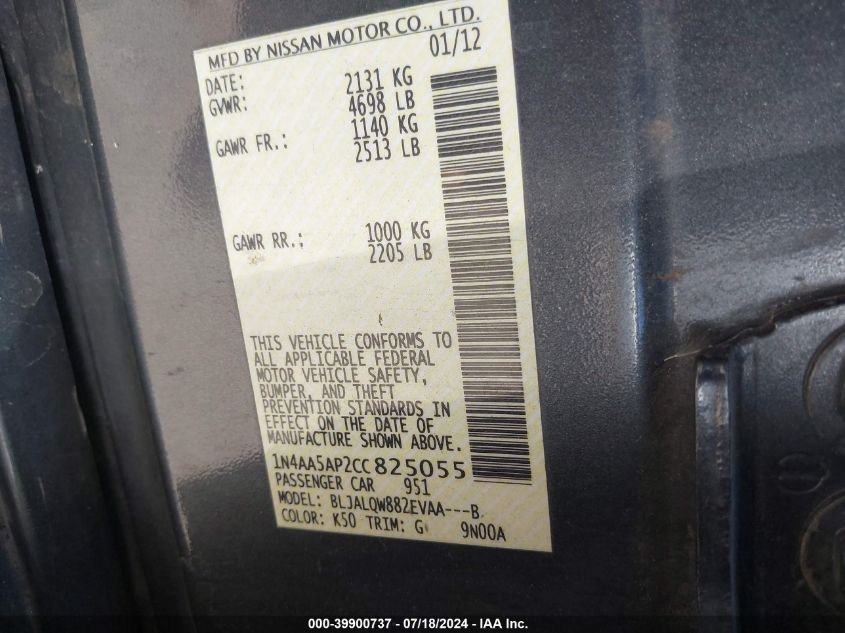 MFD BY NISSAN MOTOR CO., LTD.
DATE: 01/12
GVWR: 2131 KG
4698 LB
GAWR FR.: 1140 KG
2513 LB
GAWR RR.: 1000 KG
2205 LB
THIS VEHICLE CONFORMS TO
ALL APPLICABLE FEDERAL
MOTOR VEHICLE SAFETY,
BUMPER, AND THEFT
PREVENTION STANDARDS IN
EFFECT ON THE DATE OF
MANUFACTURE SHOWN ABOVE.
1N4AA5AP2CC825055
PASSENGER CAR 951
MODEL: BLJALQW882EVAA---B
COLOR: K50 TRIM: G 9N00A
000-39900737 - 07/18/2024 - IAA Inc.